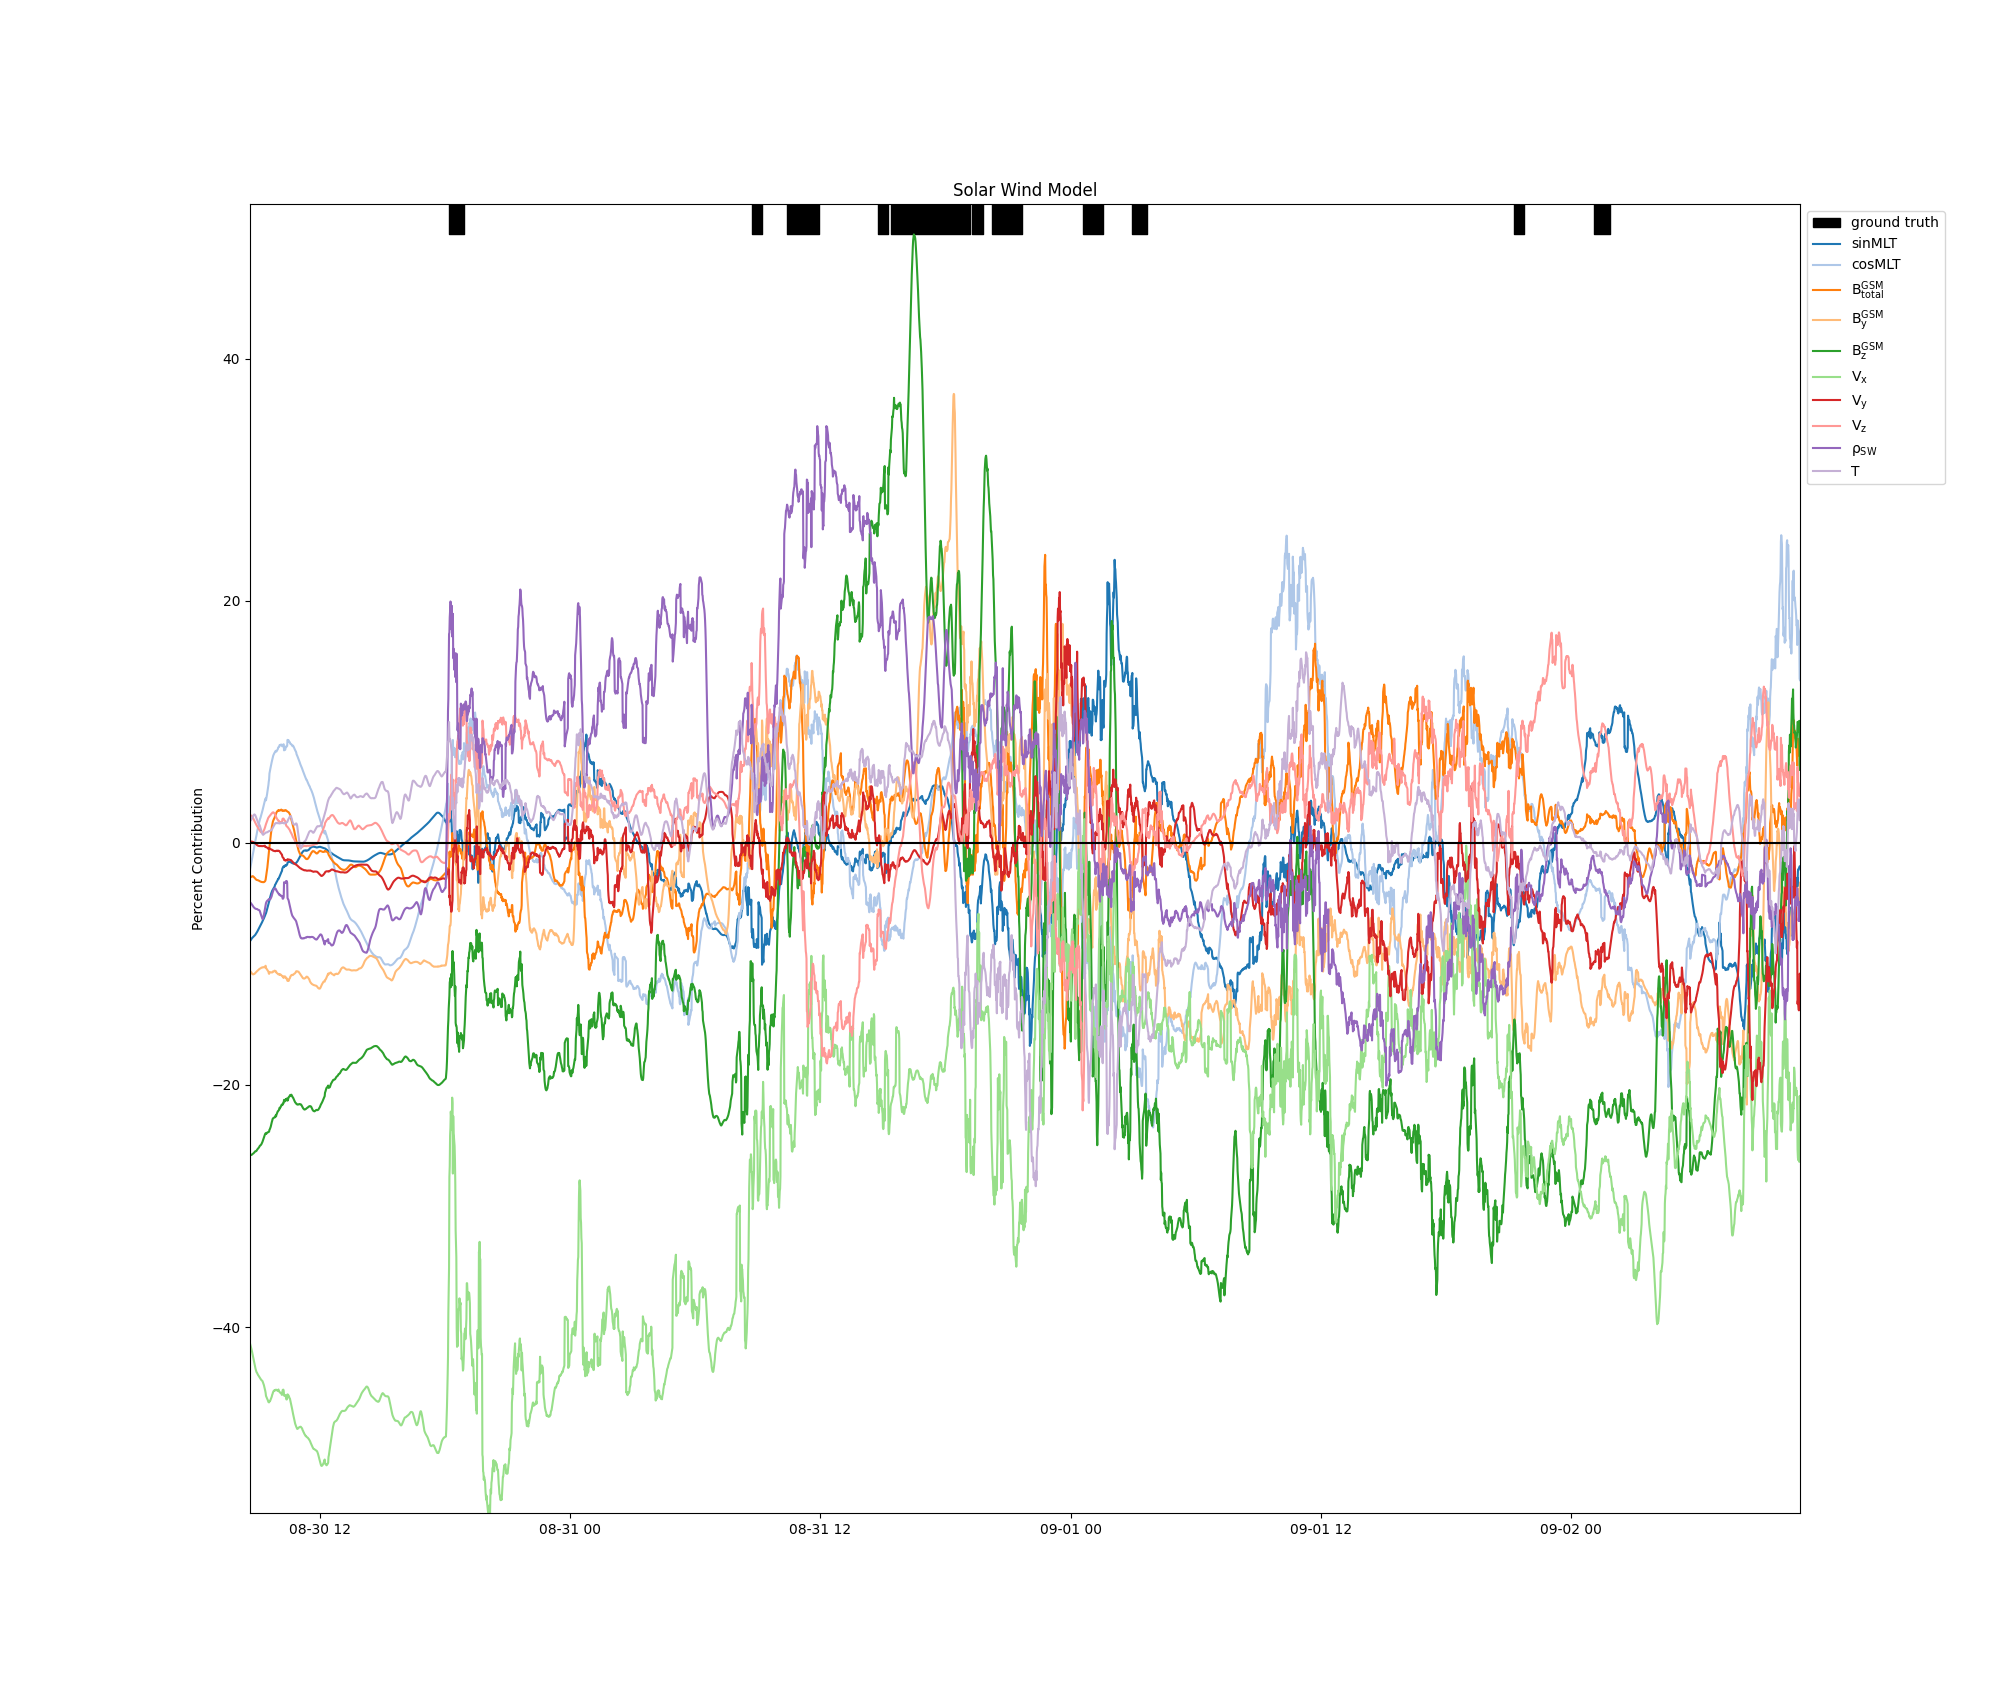 Solar Wind Model
ground truth
sinMLT
cosMLT
B_total^GSM
B_y^GSM
B_z^GSM
V_x
V_y
V_z
ρ_SW
T
Percent Contribution
40
20
0
−20
−40
08-30 12
08-31 00
08-31 12
09-01 00
09-01 12
09-02 00